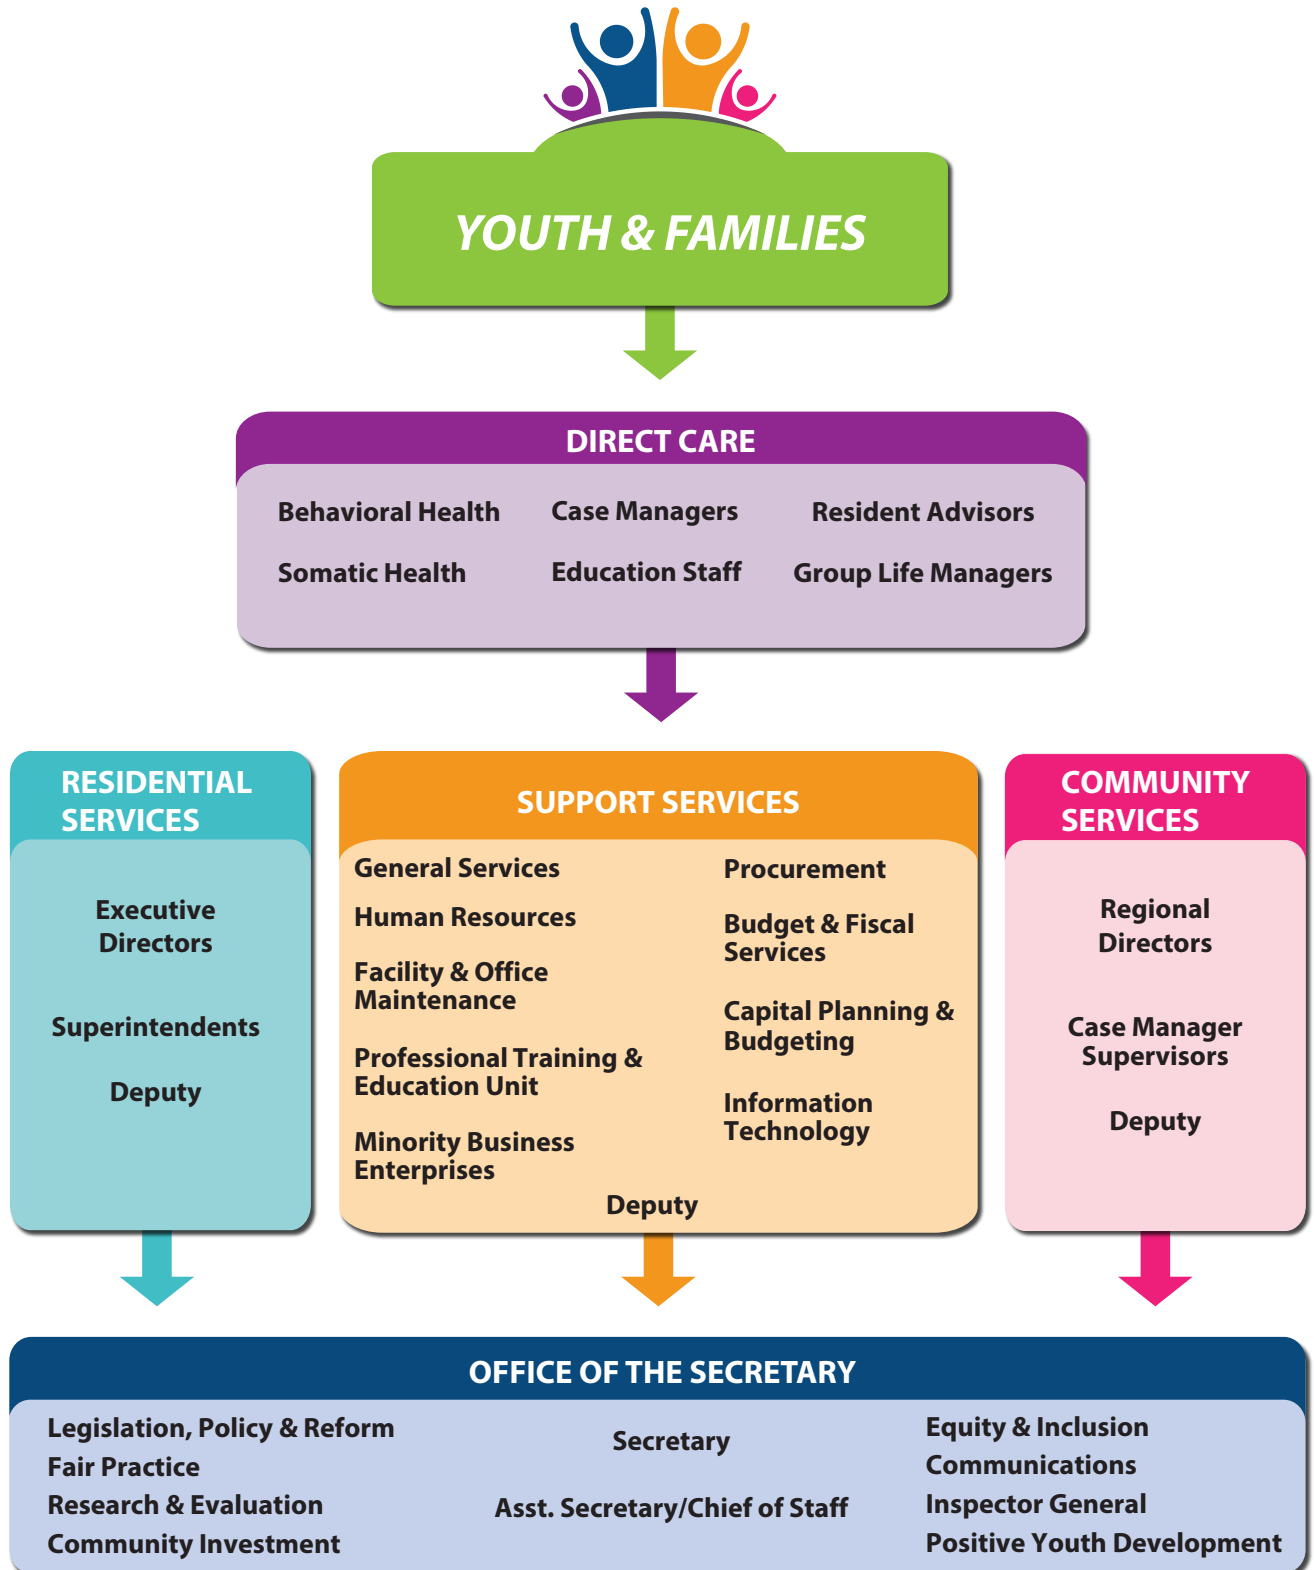 YOUTH & FAMILIES
DIRECT CARE
Behavioral Health
Somatic Health
Case Managers
Education Staff
Resident Advisors
Group Life Managers
RESIDENTIAL
SERVICES
Executive
Directors
Superintendents
Deputy
SUPPORT SERVICES
General Services
Human Resources
Facility & Office
Maintenance
Professional Training &
Education Unit
Minority Business
Enterprises
Procurement
Budget & Fiscal
Services
Capital Planning &
Budgeting
Information
Technology
Deputy
COMMUNITY
SERVICES
Regional
Directors
Case Manager
Supervisors
Deputy
OFFICE OF THE SECRETARY
Legislation, Policy & Reform
Fair Practice
Research & Evaluation
Community Investment
Secretary
Asst. Secretary/Chief of Staff
Equity & Inclusion
Communications
Inspector General
Positive Youth Development